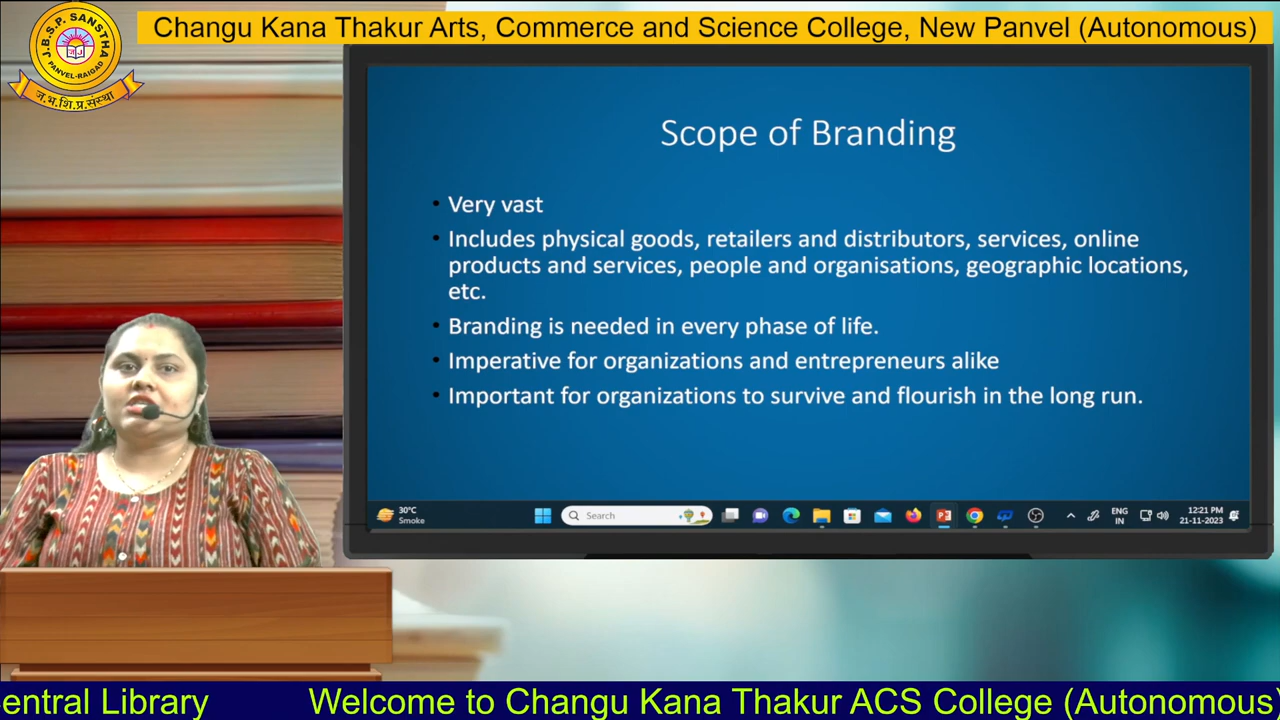 Changu Kana Thakur Arts, Commerce and Science College, New Panvel (Autonomous)
J.B.S.P. SANSTHA
PANVEL-RAIGAD
ज.भ.शि.प्र.संस्था
Scope of Branding
• Very vast
• Includes physical goods, retailers and distributors, services, online
products and services, people and organisations, geographic locations,
etc.
• Branding is needed in every phase of life.
• Imperative for organizations and entrepreneurs alike
• Important for organizations to survive and flourish in the long run.
30°C
Smoke
Search
ENG
IN
12:21 PM
21-11-2023
entral Library Welcome to Changu Kana Thakur ACS College (Autonomous)